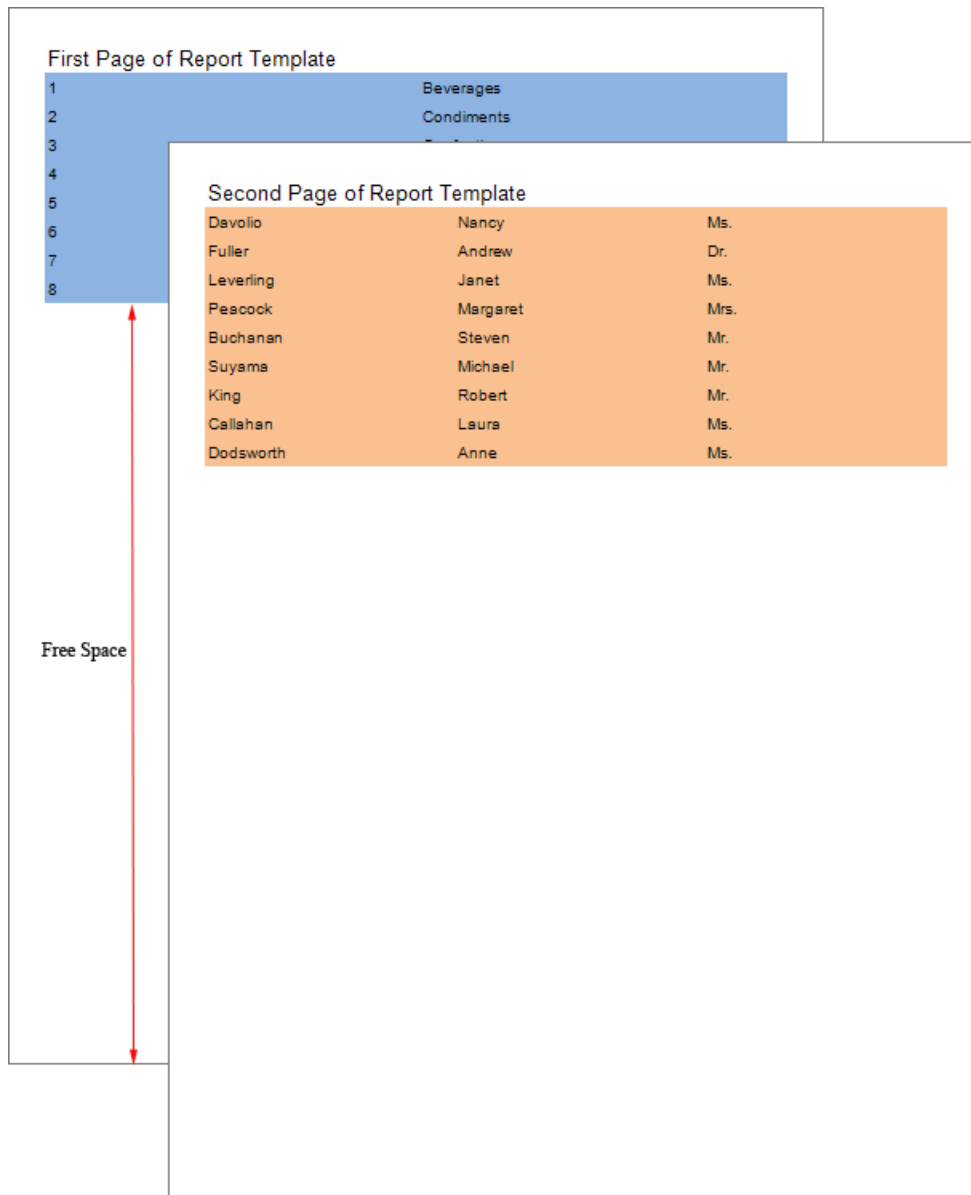 First Page of Report Template
1 Beverages
2 Condiments
3
4
5
6
7
8
Free Space
Second Page of Report Template
Davolio Nancy Ms.
Fuller Andrew Dr.
Leverling Janet Ms.
Peacock Margaret Mrs.
Buchanan Steven Mr.
Suyama Michael Mr.
King Robert Mr.
Callahan Laura Ms.
Dodsworth Anne Ms.